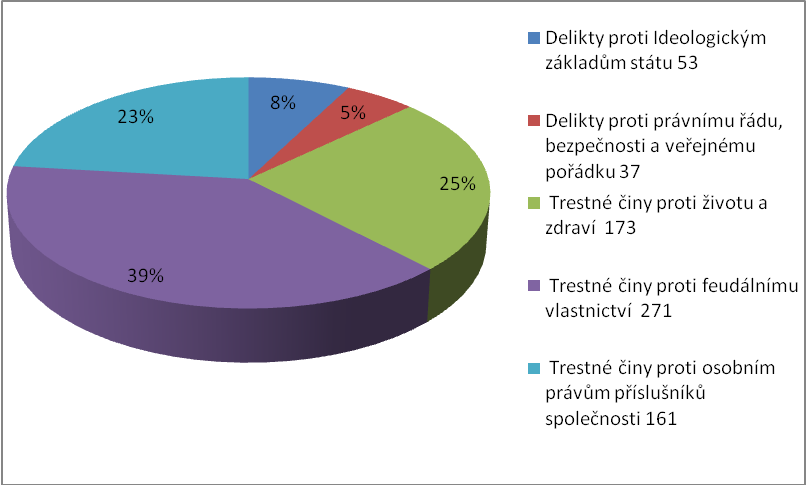 8%
5%
25%
39%
23%
Delikty proti Ideologickým
základům státu 53
Delikty proti právnímu řádu,
bezpečnosti a veřejnému
pořádku 37
Trestné činy proti životu a
zdraví 173
Trestné činy proti feudálnímu
vlastnictví 271
Trestné činy proti osobním
právům příslušníků
společnosti 161